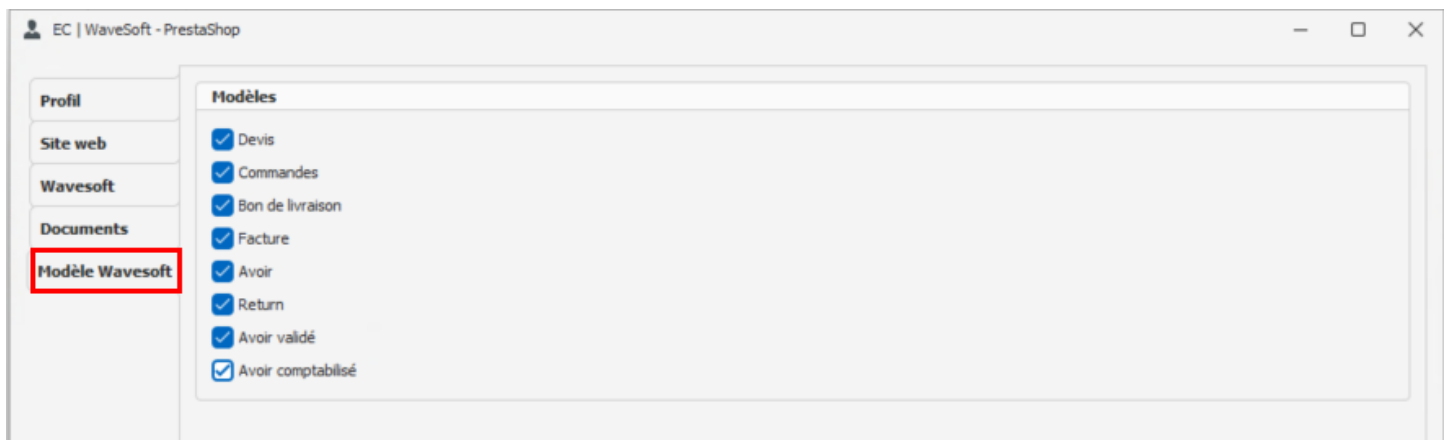 EC | WaveSoft - PrestaShop
Profil
Site web
Wavesoft
Documents
Modèle Wavesoft
Modèles
Devis
Commandes
Bon de livraison
Facture
Avoir
Return
Avoir validé
Avoir comptabilisé